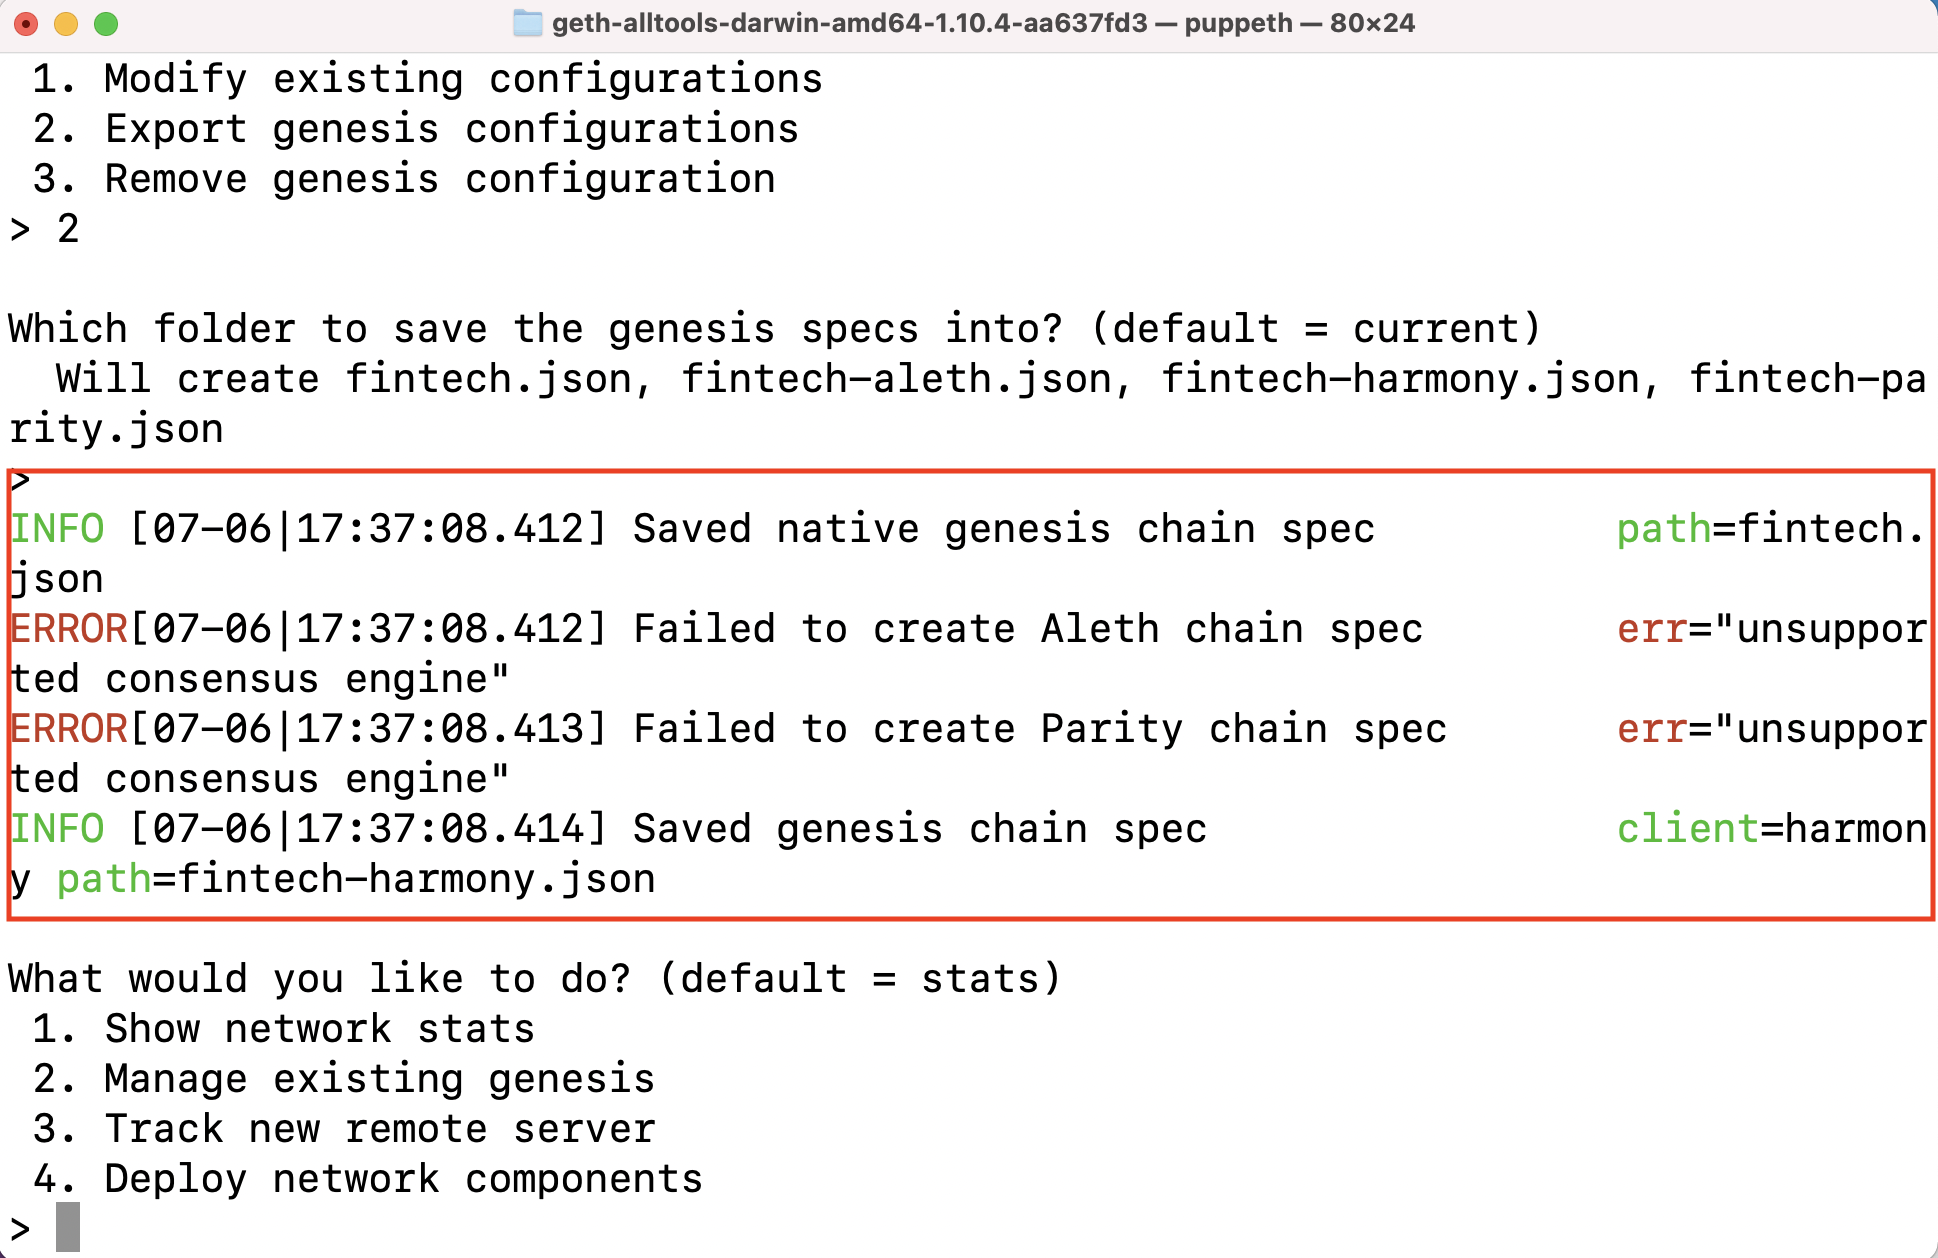 geth-alltools-darwin-amd64-1.10.4-aa637fd3 — puppeth — 80×24
1. Modify existing configurations
2. Export genesis configurations
3. Remove genesis configuration
> 2
Which folder to save the genesis specs into? (default = current)
Will create fintech.json, fintech-aleth.json, fintech-harmony.json, fintech-pa
rity.json
>
INFO [07-06|17:37:08.412] Saved native genesis chain spec path=fintech.
json
ERROR[07-06|17:37:08.412] Failed to create Aleth chain spec err="unsuppor
ted consensus engine"
ERROR[07-06|17:37:08.413] Failed to create Parity chain spec err="unsuppor
ted consensus engine"
INFO [07-06|17:37:08.414] Saved genesis chain spec client=harmon
y path=fintech-harmony.json
What would you like to do? (default = stats)
1. Show network stats
2. Manage existing genesis
3. Track new remote server
4. Deploy network components
>